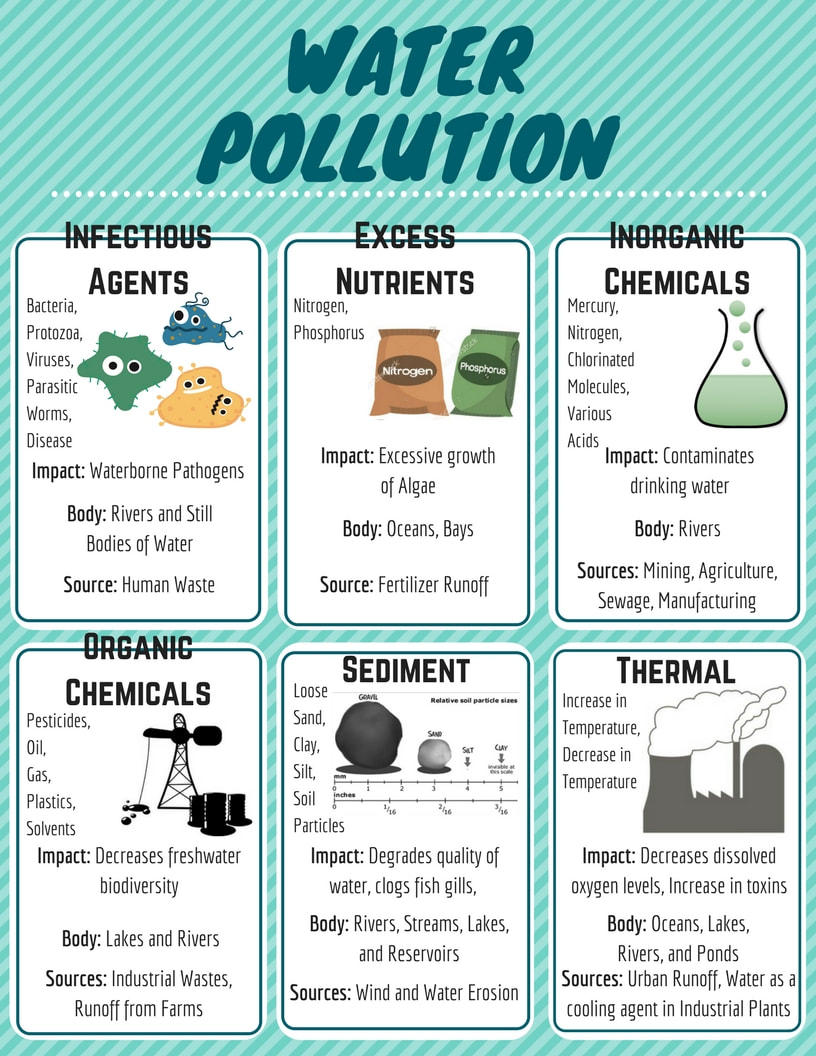 WATER
POLLUTION
INFECTIOUS
AGENTS
Bacteria,
Protozoa,
Viruses,
Parasitic
Worms,
Disease
Impact: Waterborne Pathogens
Body: Rivers and Still
Bodies of Water
Source: Human Waste
EXCESS
NUTRIENTS
Nitrogen,
Phosphorus
Nitrogen
Phosphorus
Impact: Excessive growth
of Algae
Body: Oceans, Bays
Source: Fertilizer Runoff
INORGANIC
CHEMICALS
Mercury,
Nitrogen,
Chlorinated
Molecules,
Various
Acids
Impact: Contaminates
drinking water
Body: Rivers
Sources: Mining, Agriculture,
Sewage, Manufacturing
ORGANIC
CHEMICALS
Pesticides,
Oil,
Gas,
Plastics,
Solvents
Impact: Decreases freshwater
biodiversity
Body: Lakes and Rivers
Sources: Industrial Wastes,
Runoff from Farms
SEDIMENT
Loose
Sand,
Clay,
Silt,
Soil
Particles
Relative soil particle sizes
GRAVEL
SAND
SILT
CLAY
invisible at
this scale
mm
0 1 2 3 4 5
inches
0 1/16 2/16 3/16
Impact: Degrades quality of
water, clogs fish gills,
Body: Rivers, Streams, Lakes,
and Reservoirs
Sources: Wind and Water Erosion
THERMAL
Increase in
Temperature,
Decrease in
Temperature
Impact: Decreases dissolved
oxygen levels, Increase in toxins
Body: Oceans, Lakes,
Rivers, and Ponds
Sources: Urban Runoff, Water as a
cooling agent in Industrial Plants